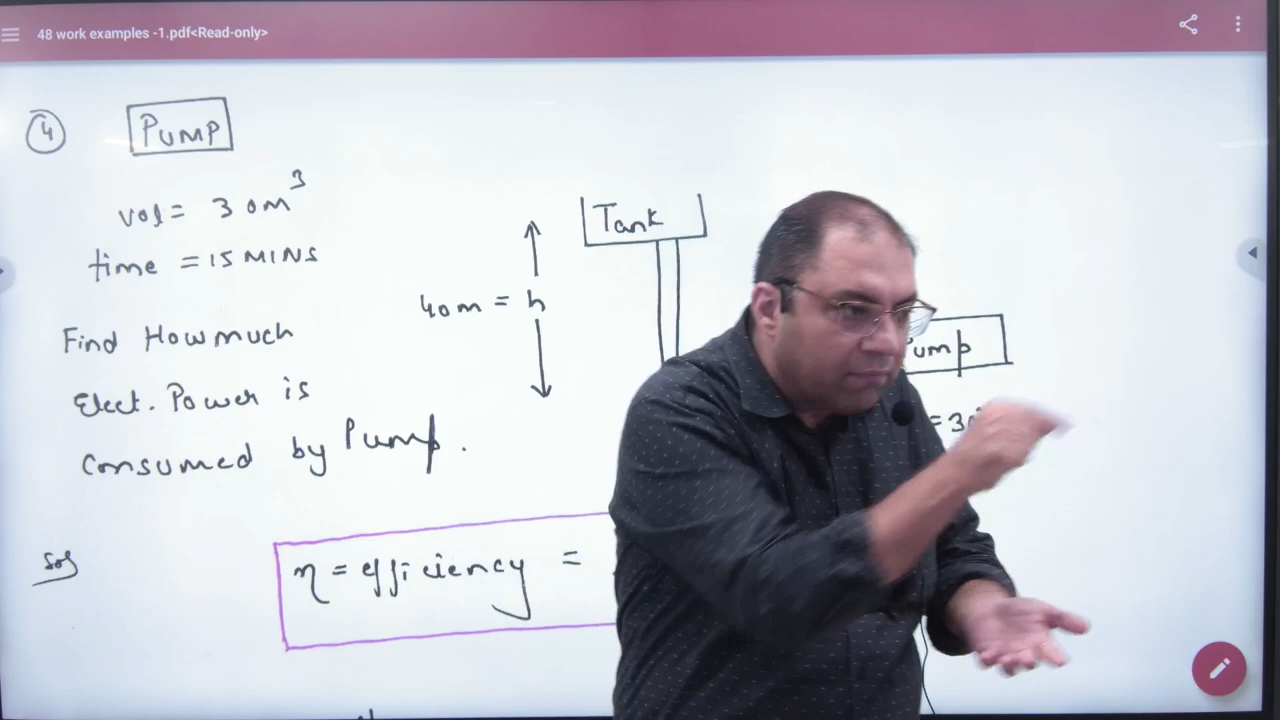 48 work examples -1.pdf<Read-only>
4
Pump
vol = 30m³
time = 15 MINS
Find How much
Elect. Power is
Consumed by Pump.
Tank
40m = h
ump
= 30
Sol
η = efficiency =